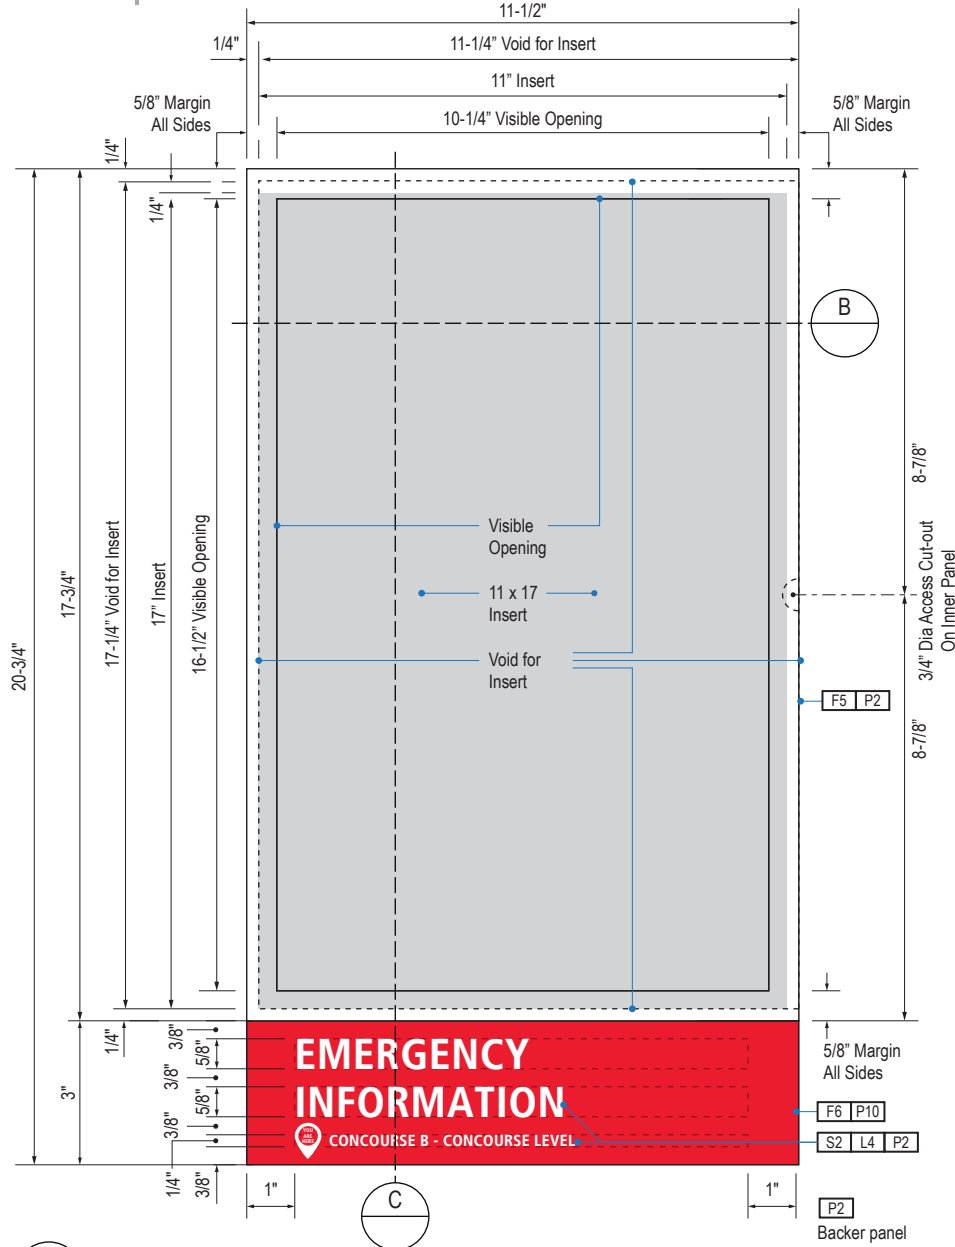 11-1/2"
1/4"
11-1/4” Void for Insert
11” Insert
5/8” Margin
All Sides
10-1/4” Visible Opening
5/8” Margin
All Sides
1/4"
1/4"
B
8-7/8”
Visible
Opening
11 x 17
Insert
Void for
Insert
20-3/4"
17-3/4"
17-1/4” Void for Insert
17” Insert
16-1/2” Visible Opening
3/4” Dia Access Cut-out
On Inner Panel
F5 P2
8-7/8”
1/4"
3"
3/8"
5/8"
3/8"
5/8"
3/8"
1/4"
3/8"
EMERGENCY
INFORMATION
YOU
ARE
HERE
CONCOURSE B - CONCOURSE LEVEL
5/8” Margin
All Sides
F6 P10
S2 L4 P2
1"
C
1"
P2
Backer panel